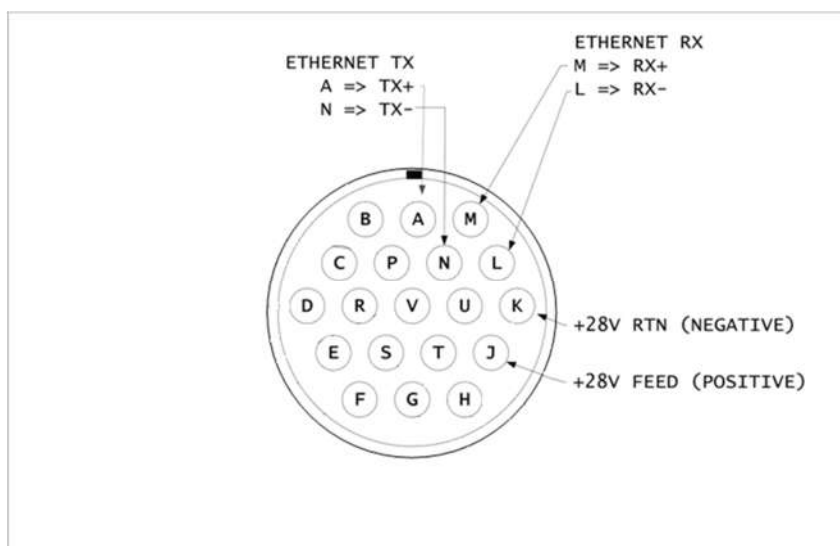 ETHERNET TX
A => TX+
N => TX-
ETHERNET RX
M => RX+
L => RX-
B A M
C P N L
D R V U K
+28V RTN (NEGATIVE)
E S T J
+28V FEED (POSITIVE)
F G H